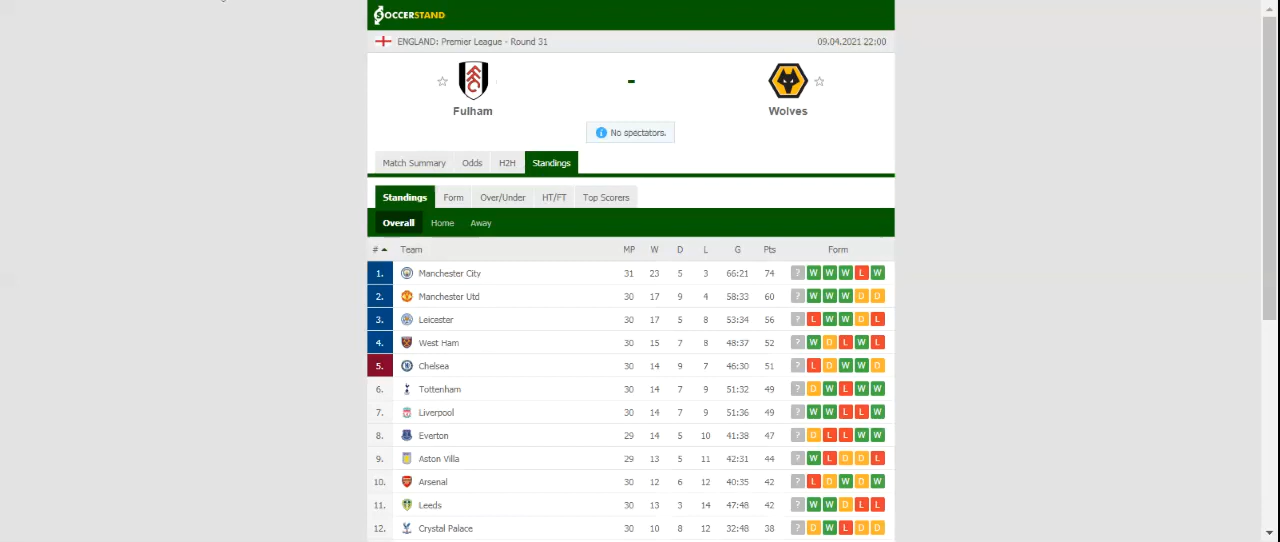 SOCCERSTAND
ENGLAND: Premier League - Round 31 09.04.2021 22:00
-
Fulham Wolves
No spectators.
Match Summary Odds H2H Standings
Standings Form Over/Under HT/FT Top Scorers
Overall Home Away
# Team MP W D L G Pts Form
1. Manchester City 31 23 5 3 66:21 74 ? W W W L W
2. Manchester Utd 30 17 9 4 58:33 60 ? W W W D D
3. Leicester 30 17 5 8 53:34 56 ? L W W D L
4. West Ham 30 15 7 8 48:37 52 ? W D L W L
5. Chelsea 30 14 9 7 46:30 51 ? L D W W D
6. Tottenham 30 14 7 9 51:32 49 ? D W L W W
7. Liverpool 30 14 7 9 51:36 49 ? W W L L W
8. Everton 29 14 5 10 41:38 47 ? D L L W W
9. Aston Villa 29 13 5 11 42:31 44 ? W L D D L
10. Arsenal 30 12 6 12 40:35 42 ? L D W D W
11. Leeds 30 13 3 14 47:48 42 ? W W D L L
12. Crystal Palace 30 10 8 12 32:48 38 ? D W L D D